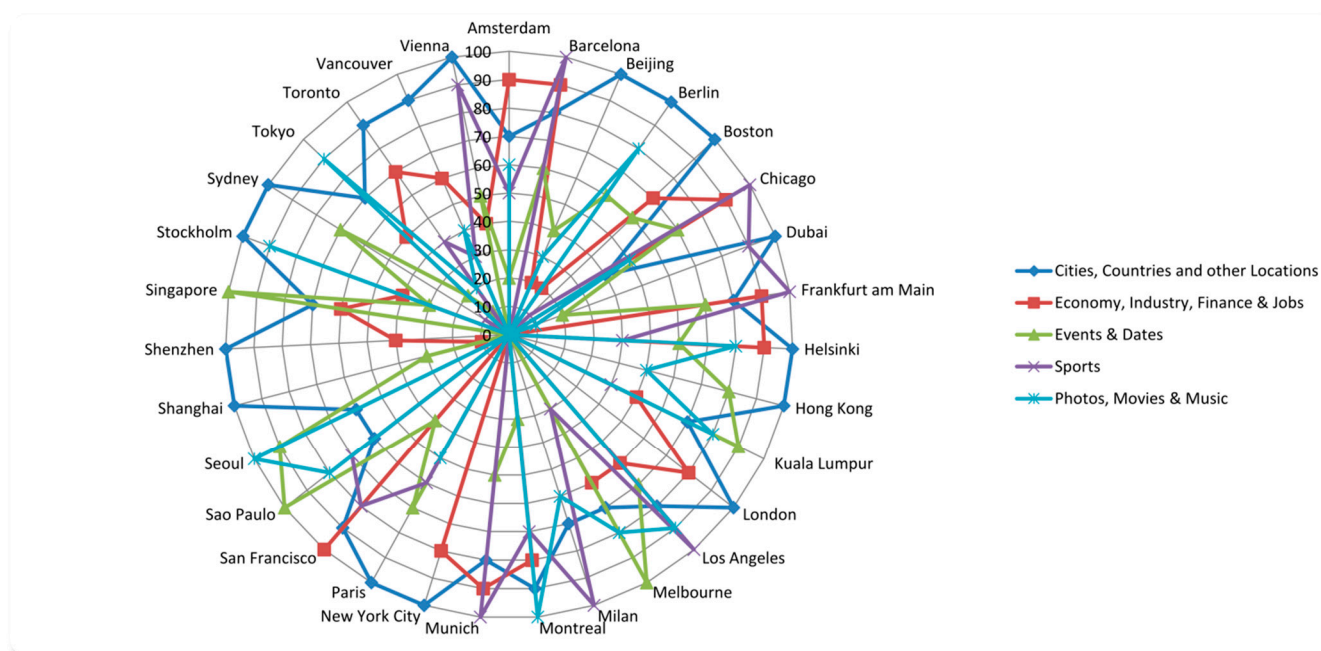 Amsterdam
Barcelona
Beijing
Berlin
Boston
Chicago
Dubai
Frankfurt am Main
Helsinki
Hong Kong
Kuala Lumpur
London
Los Angeles
Melbourne
Milan
Montreal
Munich
New York City
Paris
San Francisco
Sao Paulo
Seoul
Shanghai
Shenzhen
Singapore
Stockholm
Sydney
Tokyo
Toronto
Vancouver
Vienna
100
90
80
70
60
50
40
30
20
10
0
Cities, Countries and other Locations
Economy, Industry, Finance & Jobs
Events & Dates
Sports
Photos, Movies & Music